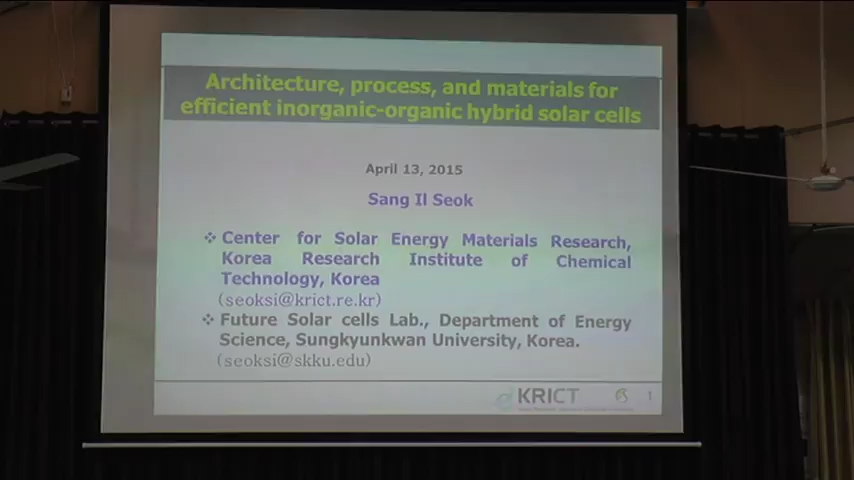 Architecture, process, and materials for
efficient inorganic-organic hybrid solar cells
April 13, 2015
Sang Il Seok
❖ Center for Solar Energy Materials Research,
Korea Research Institute of Chemical
Technology, Korea
(seoksi@krict.re.kr)
❖ Future Solar cells Lab., Department of Energy
Science, Sungkyunkwan University, Korea.
(seoksi@skku.edu)
KRICT
1